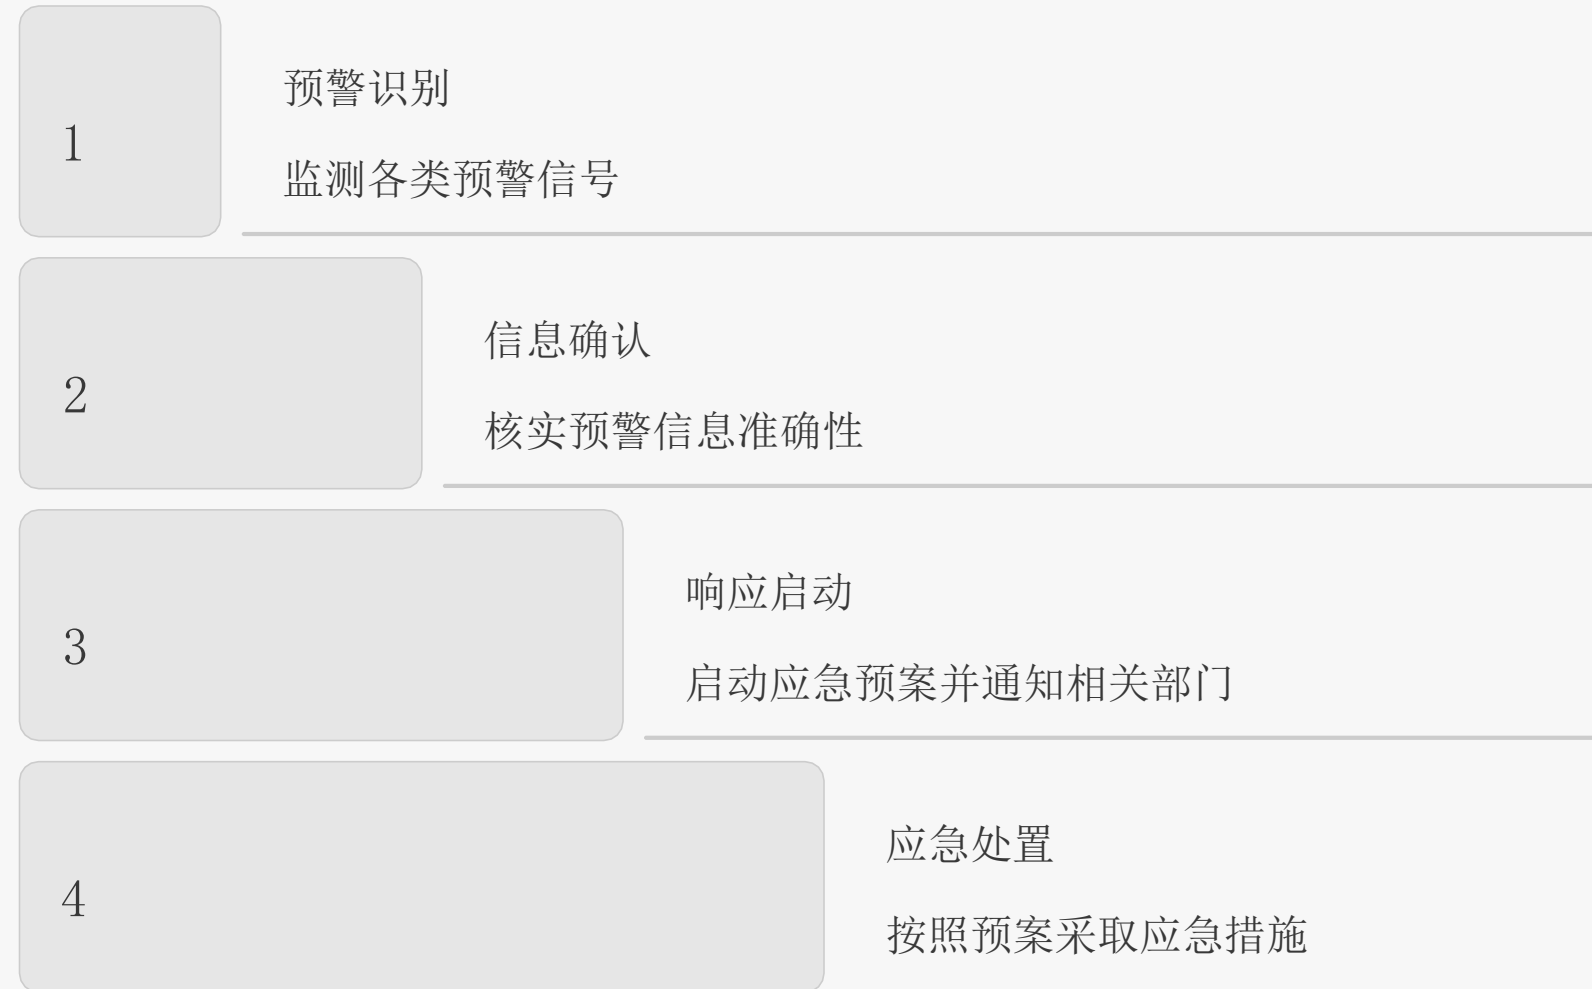 1
预警识别
监测各类预警信号
2
信息确认
核实预警信息准确性
3
响应启动
启动应急预案并通知相关部门
4
应急处置
按照预案采取应急措施